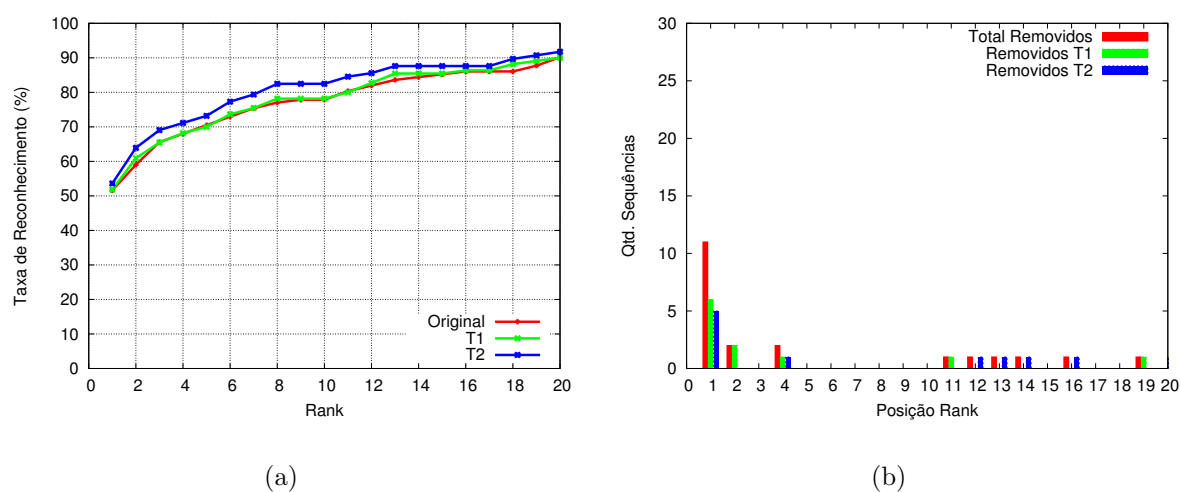 100
90
80
70
60
50
40
30
20
10
0
0 2 4 6 8 10 12 14 16 18 20
Taxa de Reconhecimento (%)
Rank
Original
T1
T2
(a)
30
25
20
15
10
5
0
0 1 2 3 4 5 6 7 8 9 10 11 12 13 14 15 16 17 18 19 20
Qtd. Sequências
Posição Rank
Total Removidos
Removidos T1
Removidos T2
(b)